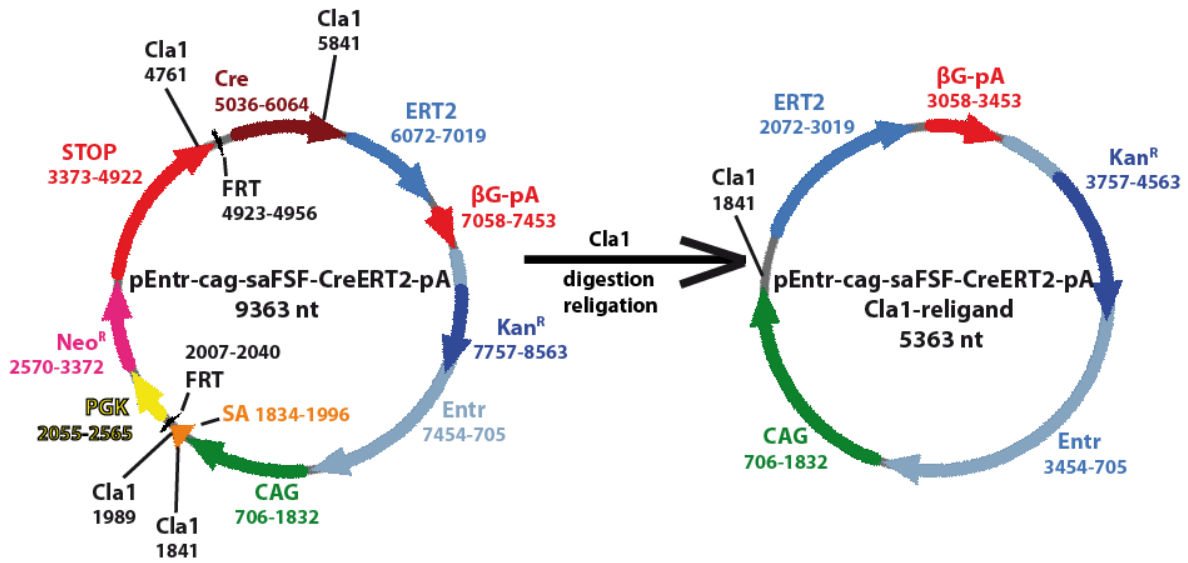 Cla1
5841
Cla1
4761
Cre
5036-6064
ERT2
6072-7019
STOP
3373-4922
FRT
4923-4956
βG-pA
7058-7453
pEntr-cag-saFSF-CreERT2-pA
9363 nt
KanR
7757-8563
NeoR
2570-3372
2007-2040
FRT
PGK
2055-2565
SA 1834-1996
Entr
7454-705
CAG
706-1832
Cla1
1989
Cla1
1841
Cla1
digestion
religation
βG-pA
3058-3453
ERT2
2072-3019
KanR
3757-4563
Cla1
1841
pEntr-cag-saFSF-CreERT2-pA
Cla1-religand
5363 nt
CAG
706-1832
Entr
3454-705